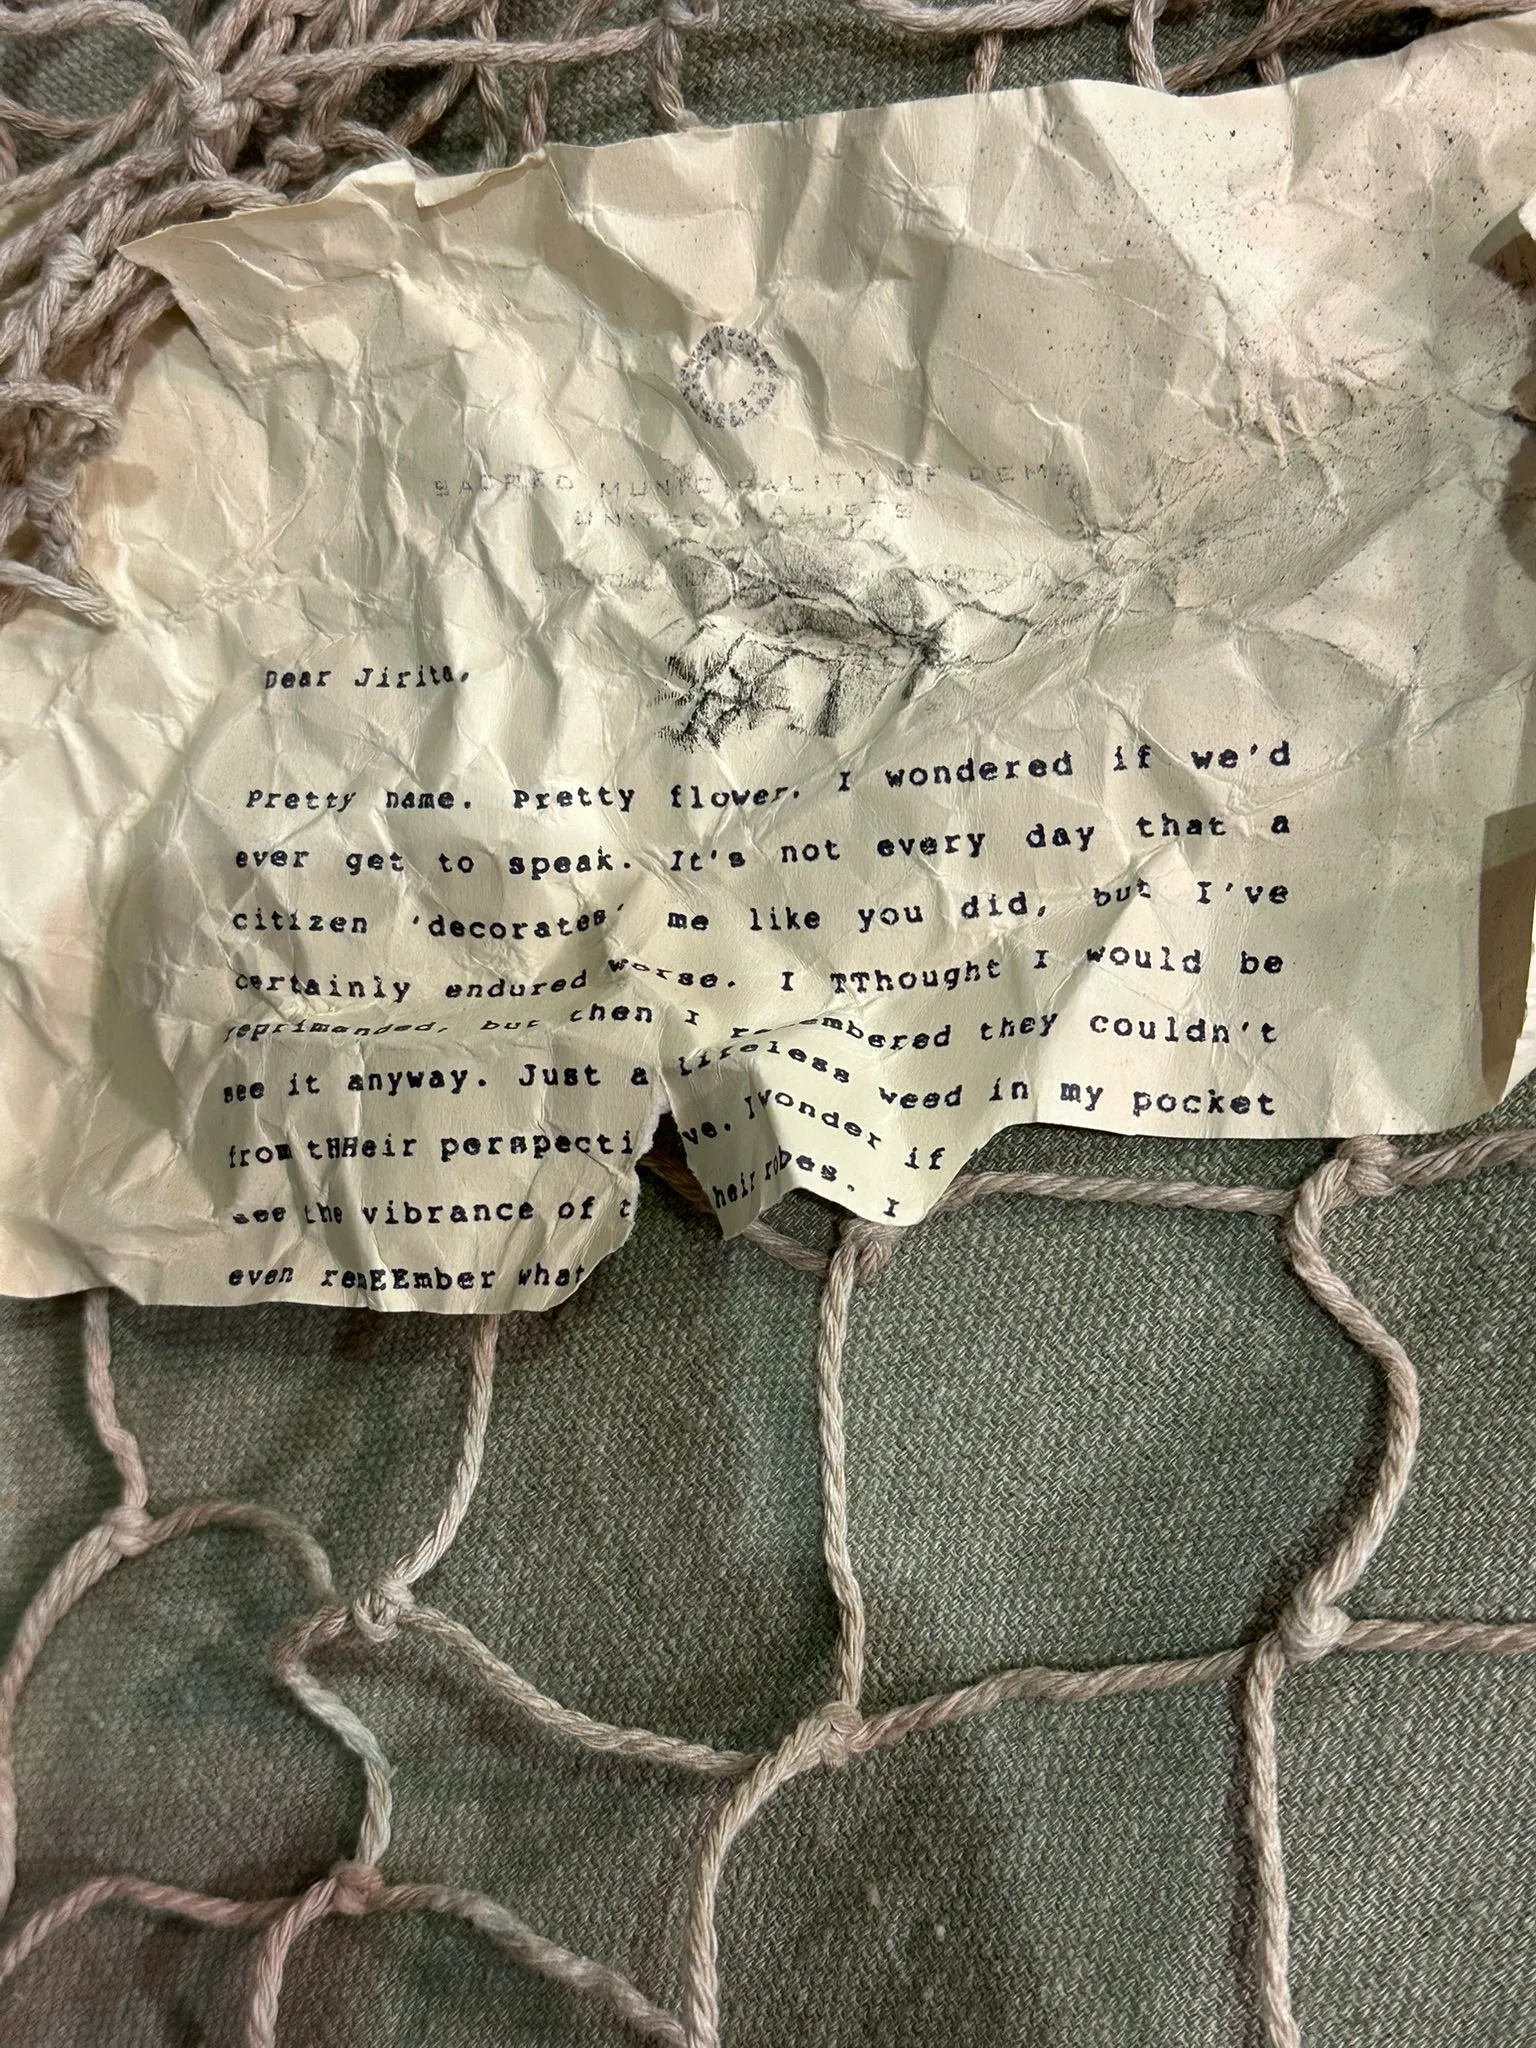 SACRED MUNICIPALITY OF DEMA
Dear Jirita,
Pretty name. Pretty flower. I wondered if we'd
ever get to speak. It's not every day that a
citizen 'decorates' me like you did, but I've
certainly endured worse. I TThought I would be
reprimanded, but then I remembered they couldn't
see it anyway. Just a lifeless weed in my pocket
from tHHeir perspective. I wonder if
see the vibrance of their robes. I
even remEEmber what